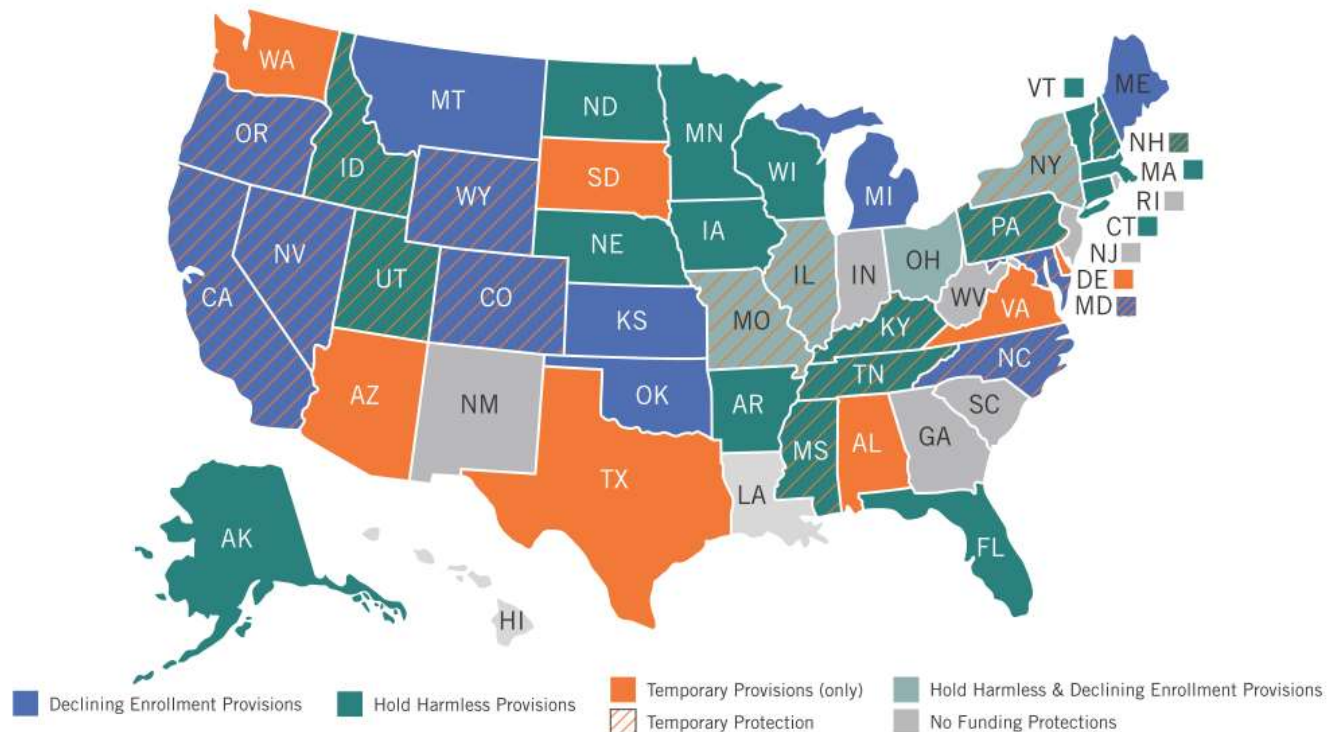 WA
MT
ND
MN
VT
ME
OR
ID
NH
WY
SD
WI
MI
NY
MA
RI
NV
NE
IA
PA
CT
NJ
CA
UT
CO
IL
IN
OH
DE
KS
MO
WV
VA
MD
KY
AZ
NM
OK
AR
TN
NC
SC
TX
MS
AL
GA
LA
AK
FL
HI
Declining Enrollment Provisions
Hold Harmless Provisions
Temporary Provisions (only)
Hold Harmless & Declining Enrollment Provisions
Temporary Protection
No Funding Protections